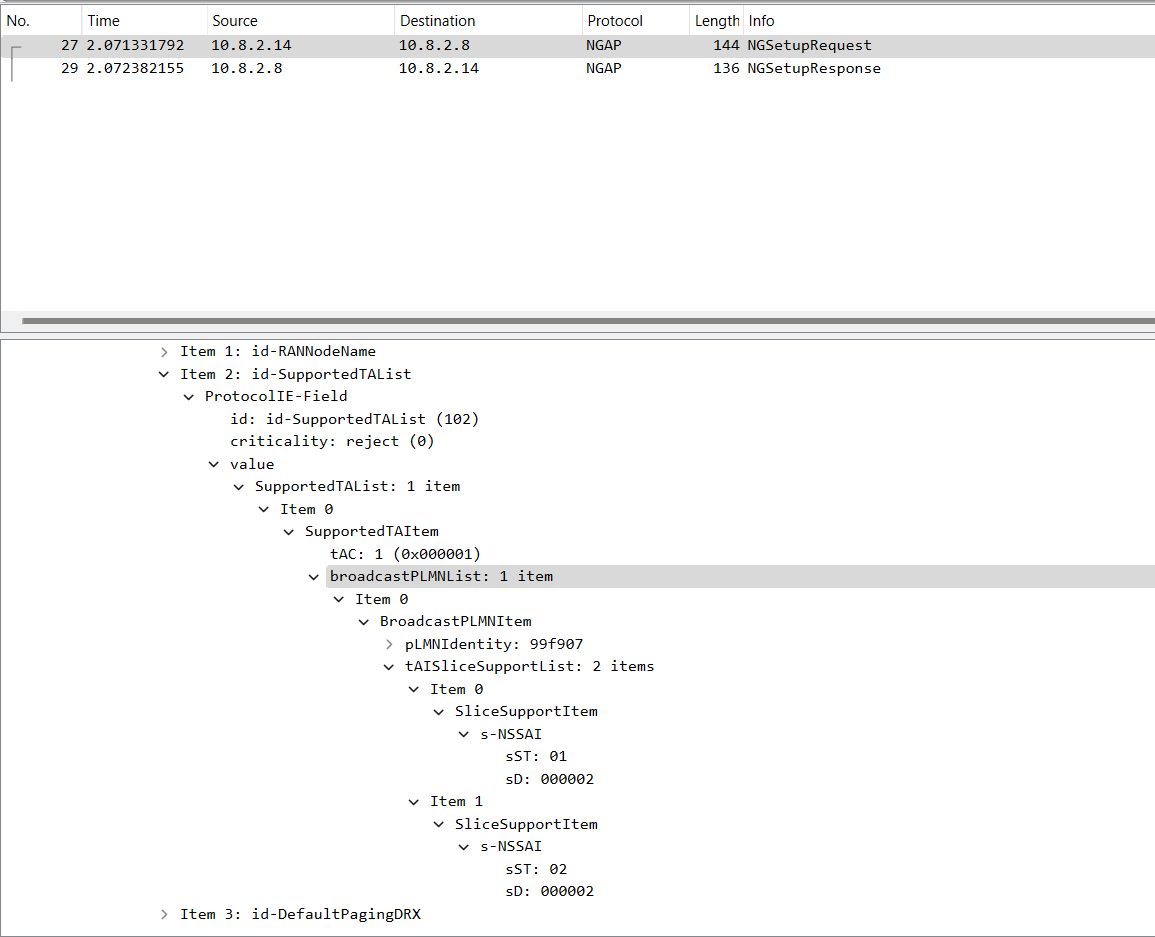 No. Time Source Destination Protocol Length Info
27 2.071331792 10.8.2.14 10.8.2.8 NGAP 144 NGSetupRequest
29 2.072382155 10.8.2.8 10.8.2.14 NGAP 136 NGSetupResponse
Item 1: id-RANNodeName
Item 2: id-SupportedTAList
ProtocolIE-Field
id: id-SupportedTAList (102)
criticality: reject (0)
value
SupportedTAList: 1 item
Item 0
SupportedTAItem
tAC: 1 (0x000001)
broadcastPLMNList: 1 item
Item 0
BroadcastPLMNItem
pLMNIdentity: 99f907
tAISliceSupportList: 2 items
Item 0
SliceSupportItem
s-NSSAI
sST: 01
sD: 000002
Item 1
SliceSupportItem
s-NSSAI
sST: 02
sD: 000002
Item 3: id-DefaultPagingDRX